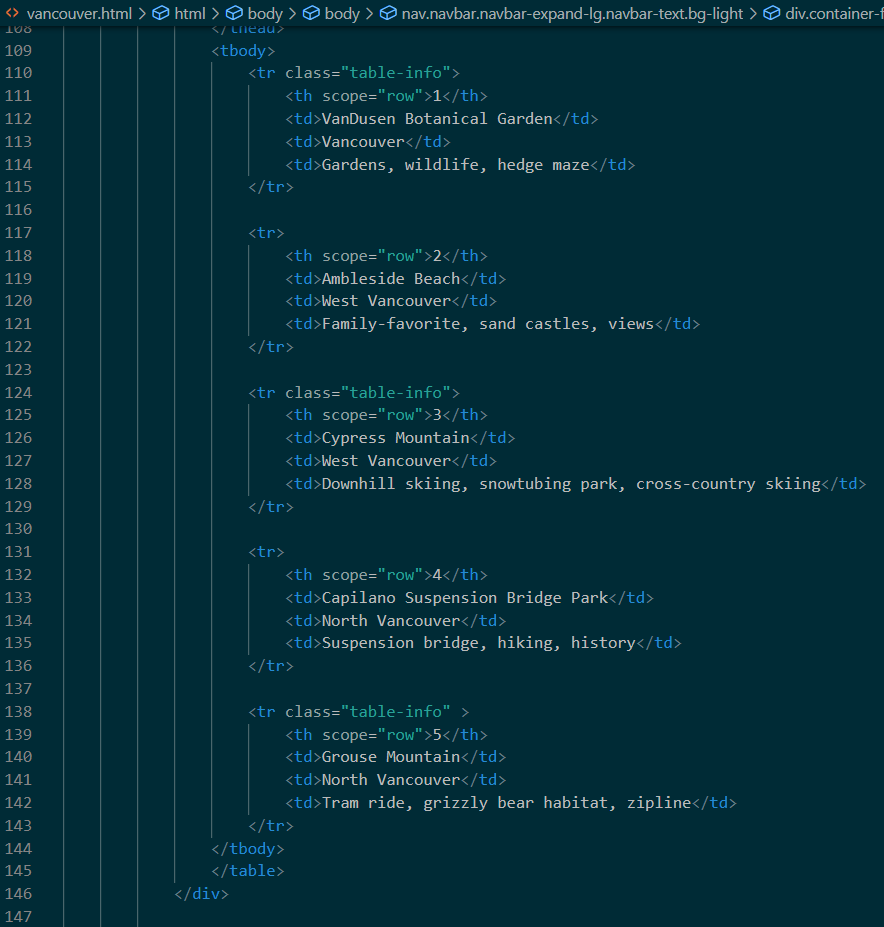 vancouver.html > html > body > body > nav.navbar.navbar-expand-lg.navbar-text.bg-light > div.container-f
108 </thead>
109 <tbody>
110 <tr class="table-info">
111 <th scope="row">1</th>
112 <td>VanDusen Botanical Garden</td>
113 <td>Vancouver</td>
114 <td>Gardens, wildlife, hedge maze</td>
115 </tr>
116
117 <tr>
118 <th scope="row">2</th>
119 <td>Ambleside Beach</td>
120 <td>West Vancouver</td>
121 <td>Family-favorite, sand castles, views</td>
122 </tr>
123
124 <tr class="table-info">
125 <th scope="row">3</th>
126 <td>Cypress Mountain</td>
127 <td>West Vancouver</td>
128 <td>Downhill skiing, snowtubing park, cross-country skiing</td>
129 </tr>
130
131 <tr>
132 <th scope="row">4</th>
133 <td>Capilano Suspension Bridge Park</td>
134 <td>North Vancouver</td>
135 <td>Suspension bridge, hiking, history</td>
136 </tr>
137
138 <tr class="table-info" >
139 <th scope="row">5</th>
140 <td>Grouse Mountain</td>
141 <td>North Vancouver</td>
142 <td>Tram ride, grizzly bear habitat, zipline</td>
143 </tr>
144 </tbody>
145 </table>
146 </div>
147